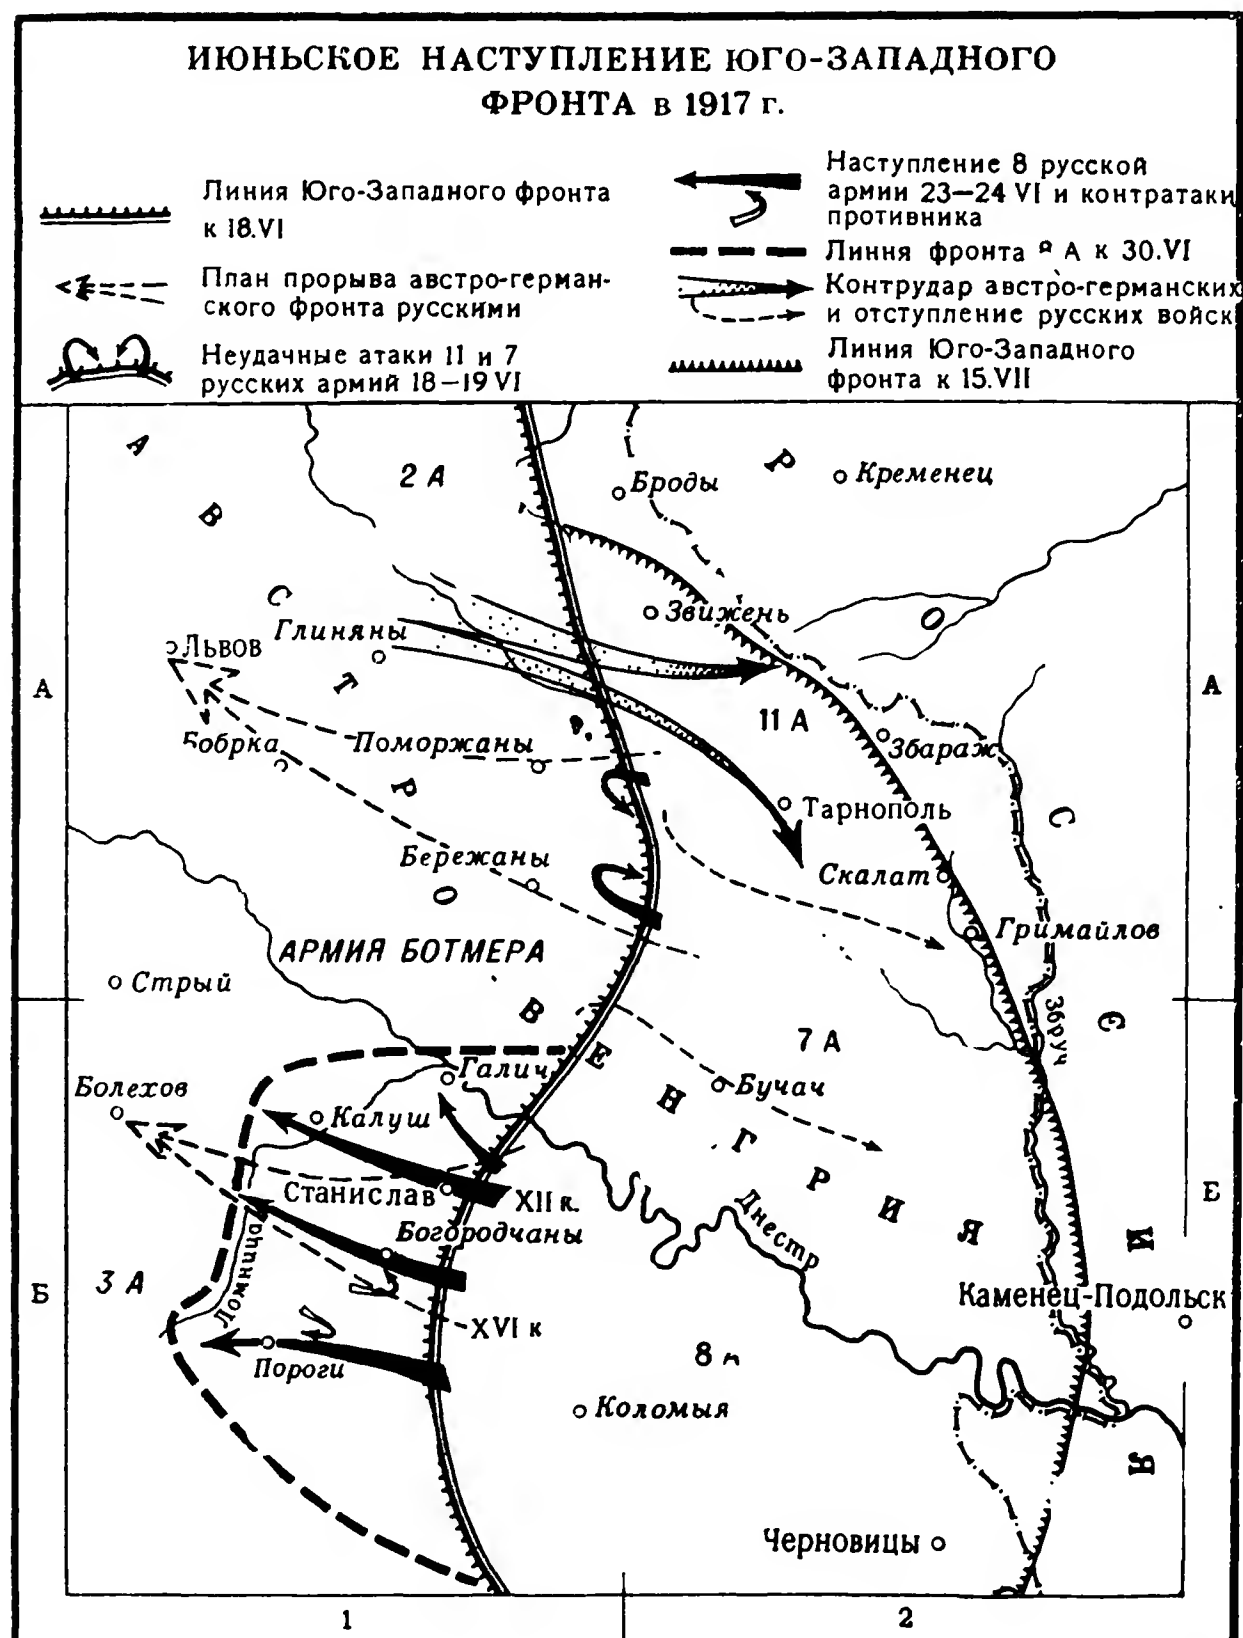 ИЮНЬСКОЕ НАСТУПЛЕНИЕ ЮГО-ЗАПАДНОГО
ФРОНТА в 1917 г.
Линия Юго-Западного фронта
к 18.VI
План прорыва австро-герман-
ского фронта русскими
Неудачные атаки 11 и 7
русских армий 18–19 VI
Наступление 8 русской
армии 23–24 VI и контратаки
противника
Линия фронта А к 30.VI
Контрудар австро-германских
и отступление русских войск
Линия Юго-Западного
фронта к 15.VII
АВСТРО
ВЕНГРИЯ
РОССИЯ
2 А
Броды
Кременец
Звижень
Глиняны
Львов
А
А
11 А
Збараж
Бобрка
Поморжаны
Тарнополь
Бережаны
Скалат
Гримайлов
АРМИЯ БОТМЕРА
Стрый
Збруч
7 А
Галич
Бучач
Болехов
Калуш
Станислав
XII к.
Днестр
Б
Богородчаны
Ломница
3 А
Б
Каменец-Подольск
XVI к
Пороги
8
Коломыя
Черновицы
1
2